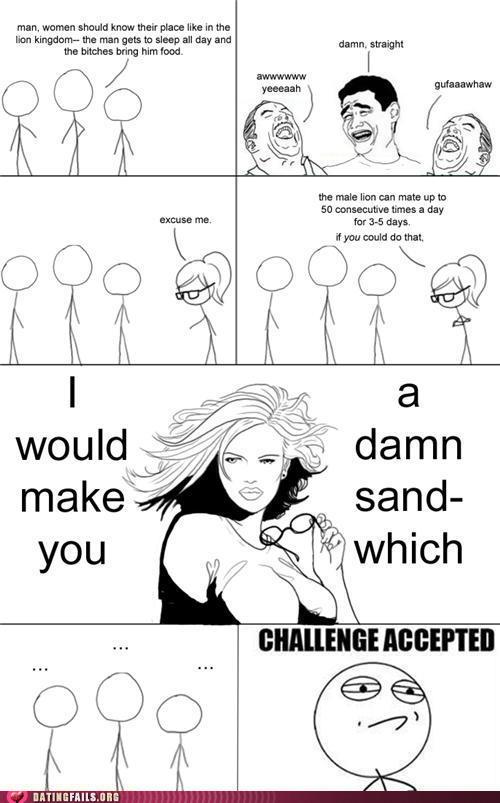 man, women should know their place like in the
lion kingdom-- the man gets to sleep all day and
the bitches bring him food.
damn, straight
awwwwww
yeeeaah
gufaaawhaw
excuse me.
the male lion can mate up to
50 consecutive times a day
for 3-5 days.
if you could do that,
I
would
make
you
a
damn
sand-
which
...
...
...
CHALLENGE ACCEPTED
DATINGFAILS.ORG